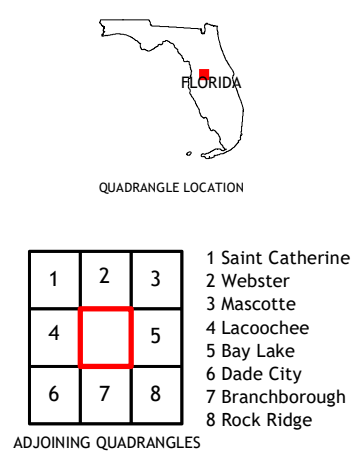 FLORIDA
QUADRANGLE LOCATION
1 2 3
4 5
6 7 8
1 Saint Catherine
2 Webster
3 Mascotte
4 Lacoochee
5 Bay Lake
6 Dade City
7 Branchborough
8 Rock Ridge
ADJOINING QUADRANGLES